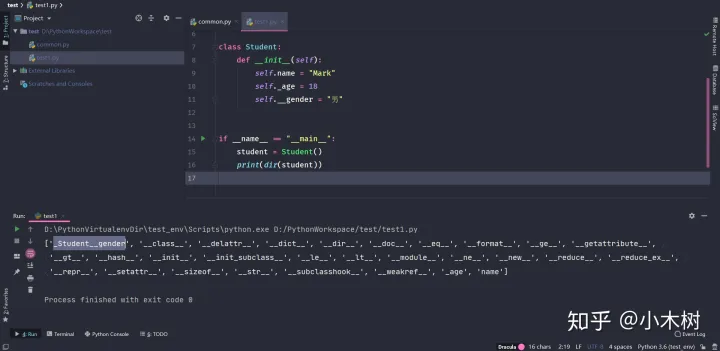 test › test1.py
Project
common.py
test1.py
test D:\PythonWorkspace\test
common.py
test1.py
External Libraries
Scratches and Consoles
1: Project
7: Structure
2: Favorites
Remote Host
Database
SciView
6
7 class Student:
8 def __init__(self):
9 self.name = "Mark"
10 self._age = 18
11 self.__gender = "男"
12
13
14 if __name__ == "__main__":
15 student = Student()
16 print(dir(student))
17
Run: test1
D:\PythonVirtualenvDir\test_env\Scripts\python.exe D:/PythonWorkspace/test/test1.py
['_Student__gender', '__class__', '__delattr__', '__dict__', '__dir__', '__doc__', '__eq__', '__format__', '__ge__', '__getattribute__',
'__gt__', '__hash__', '__init__', '__init_subclass__', '__le__', '__lt__', '__module__', '__ne__', '__new__', '__reduce__', '__reduce_ex__',
'__repr__', '__setattr__', '__sizeof__', '__str__', '__subclasshook__', '__weakref__', '_age', 'name']
Process finished with exit code 0
知乎 @小木树
4: Run Terminal Python Console 6: TODO Event Log
Dracula 16 chars 2:19 LF UTF-8 4 spaces Python 3.6 (test_env)